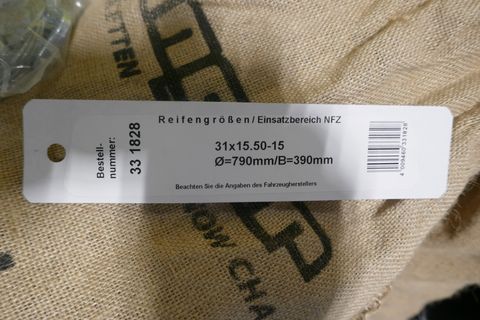 Reifengrößen/Einsatzbereich NFZ
Bestell-
nummer:
33 1828
31x15.50-15
Ø=790mm/B=390mm
Beachten Sie die Angaben des Fahrzeugherstellers
TTEN
OW CHA